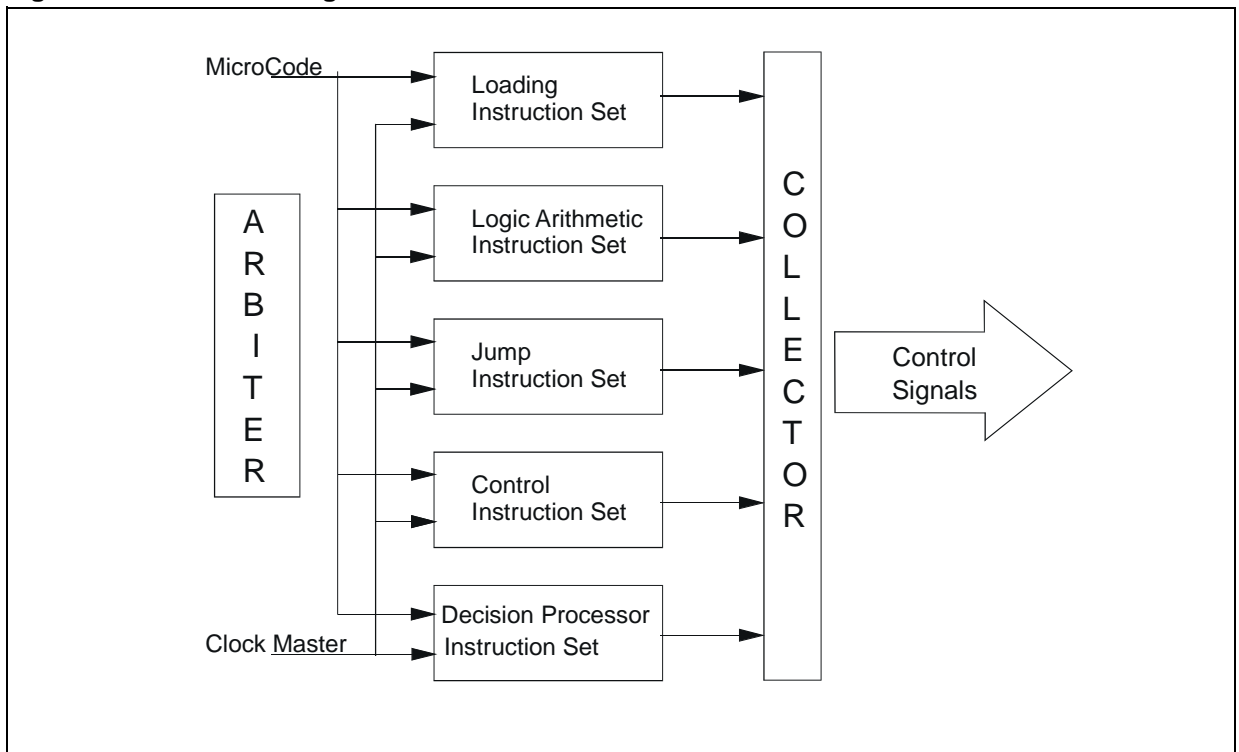 MicroCode
Loading
Instruction Set
ARBITER
Logic Arithmetic
Instruction Set
Jump
Instruction Set
Control
Instruction Set
Clock Master
Decision Processor
Instruction Set
COLLECTOR
Control
Signals